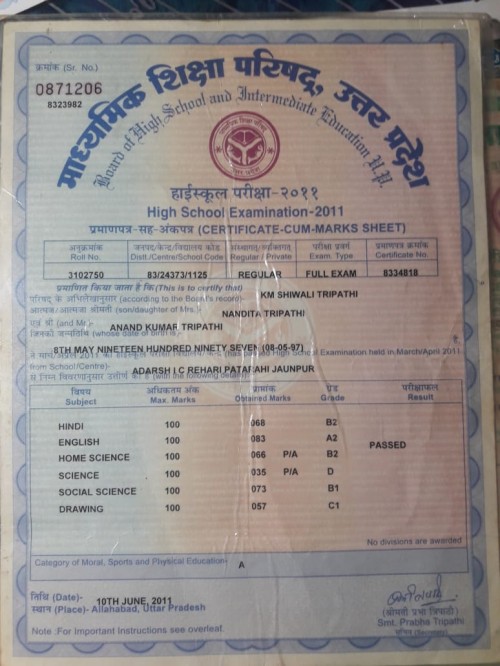 क्रमांक (Sr. No.)
0871206
8323982
माध्यमिक शिक्षा परिषद्, उत्तर प्रदेश
Board of High School and Intermediate Education, U.P.
हाईस्कूल परीक्षा-२०११
High School Examination-2011
प्रमाणपत्र-सह-अंकपत्र (CERTIFICATE-CUM-MARKS SHEET)
अनुक्रमांक जनपद/केन्द्र/विद्यालय कोड संस्थागत/व्यक्तिगत परीक्षा प्रवर्ग प्रमाणपत्र क्रमांक
Roll No. Distt./Centre/School Code Regular / Private Exam. Type Certificate No.
3102750 83/24373/1125 REGULAR FULL EXAM 8334818
प्रमाणित किया जाता है कि(This is to certify that) KM SHIWALI TRIPATHI
परिषद के अभिलेखानुसार (according to the Board's record)-
आत्मज/आत्मजा श्रीमती (son/daughter of Mrs.) NANDITA TRIPATHI
एवं श्री (and Mr.)- ANAND KUMAR TRIPATHI
जिनकी जन्मतिथि (whose date of birth is)-
8TH MAY NINETEEN HUNDRED NINETY SEVEN (08-05-97)
High School Examination held in March/April 2011
from School/Centre)- ADARSH I C REHARI PATARAHI JAUNPUR
से निम्न विवरणानुसार उत्तीर्ण की है (with the following details)
विषय अधिकतम अंक प्राप्तांक ग्रेड परीक्षाफल
Subject Max. Marks Obtained Marks Grade Result
HINDI 100 068 B2
ENGLISH 100 083 A2 PASSED
HOME SCIENCE 100 066 P/A B2
SCIENCE 100 035 P/A D
SOCIAL SCIENCE 100 073 B1
DRAWING 100 057 C1
No divisions are awarded
Category of Moral, Sports and Physical Education- A
तिथि (Date)- 10TH JUNE, 2011
स्थान (Place)- Allahabad, Uttar Pradesh
(श्रीमती प्रभा त्रिपाठी)
Smt. Prabha Tripathi
सचिव (Secretary)
Note :For Important Instructions see overleaf.